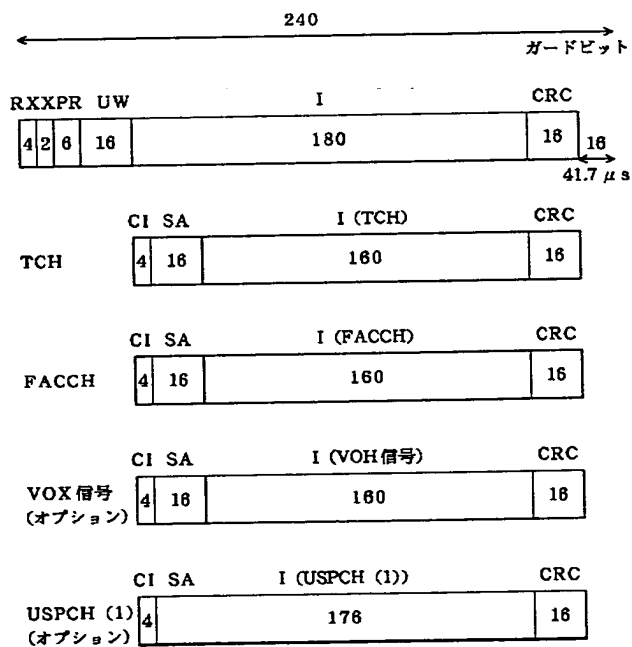 240
ガードビット
RXXPR UW I CRC
4 2 6 16 180 16 16
41.7 μs
CI SA I (TCH) CRC
TCH 4 16 160 16
CI SA I (FACCH) CRC
FACCH 4 16 160 16
CI SA I (VOH信号) CRC
VOX信号 4 16 160 16
(オプション)
CI SA I (USPCH (1)) CRC
USPCH (1) 4 176 16
(オプション)